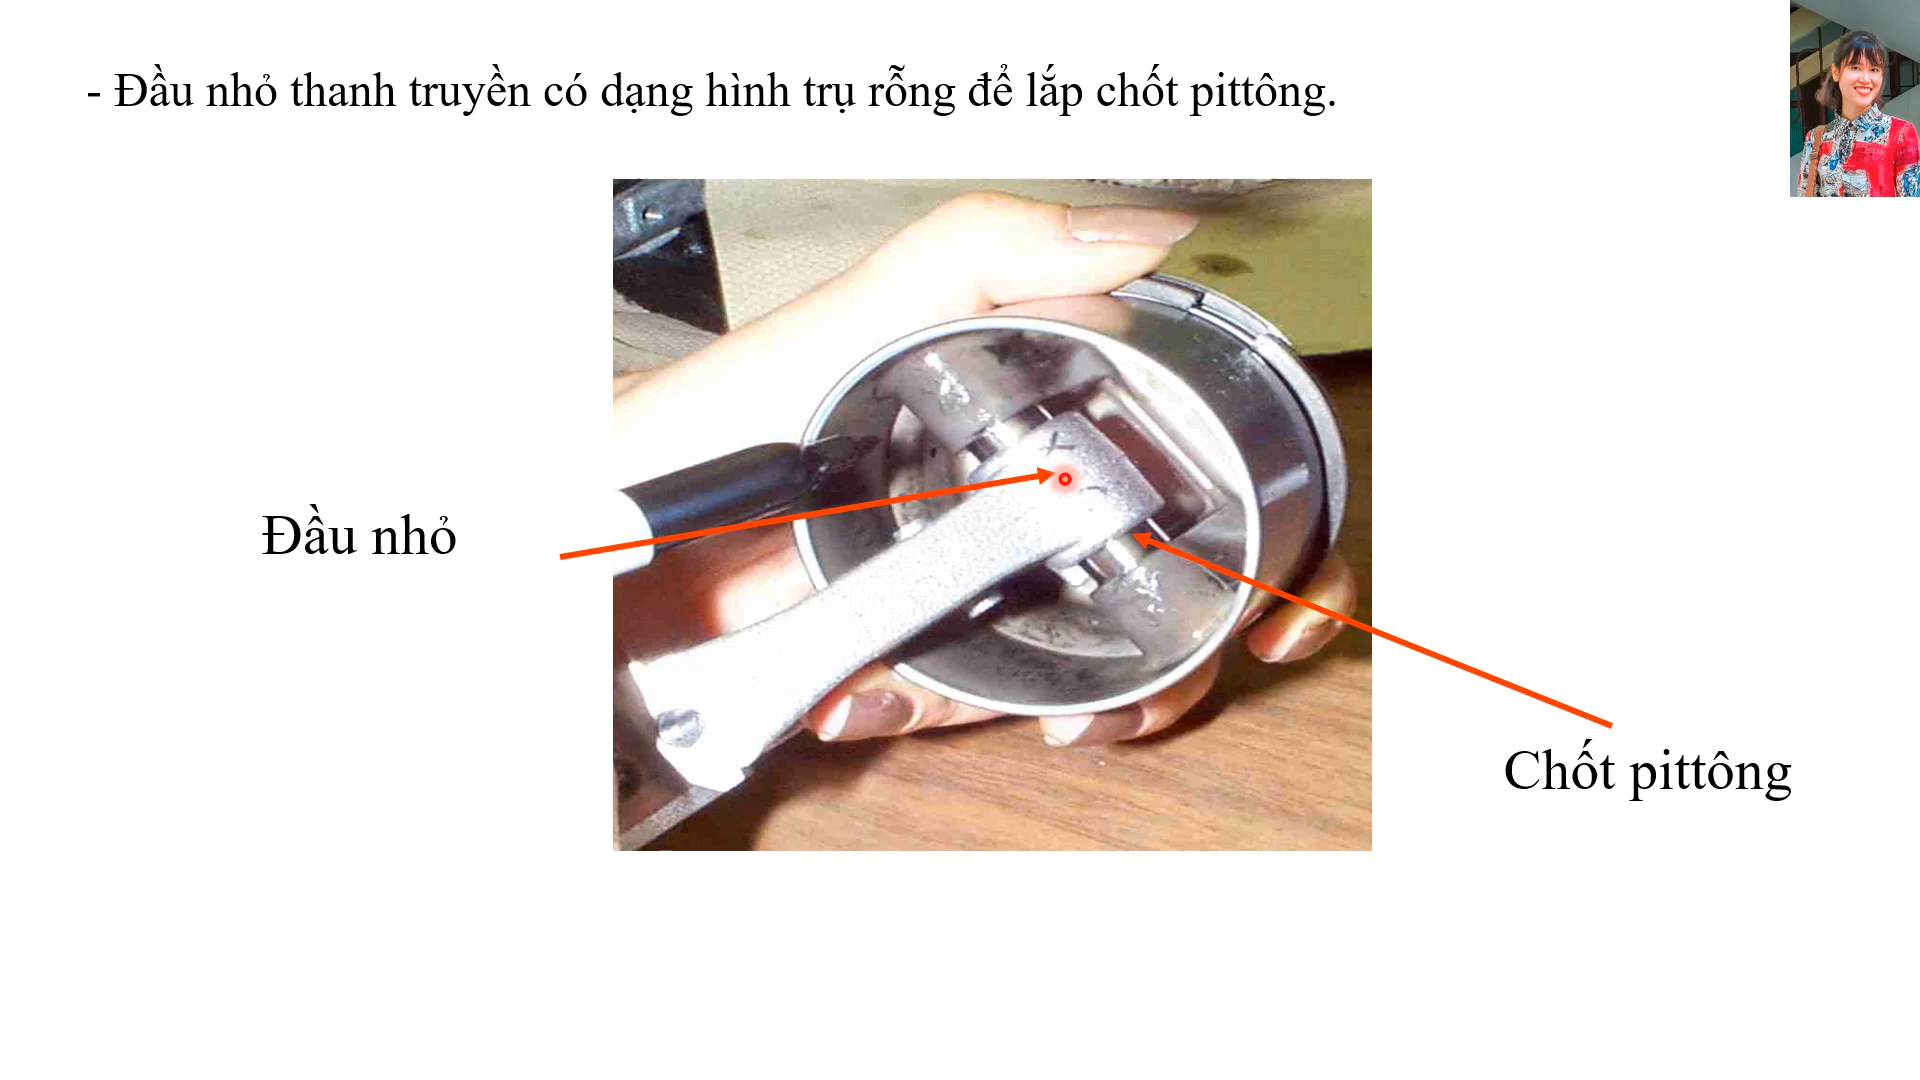 - Đầu nhỏ thanh truyền có dạng hình trụ rỗng để lắp chốt pittông.
Đầu nhỏ
Chốt pittông